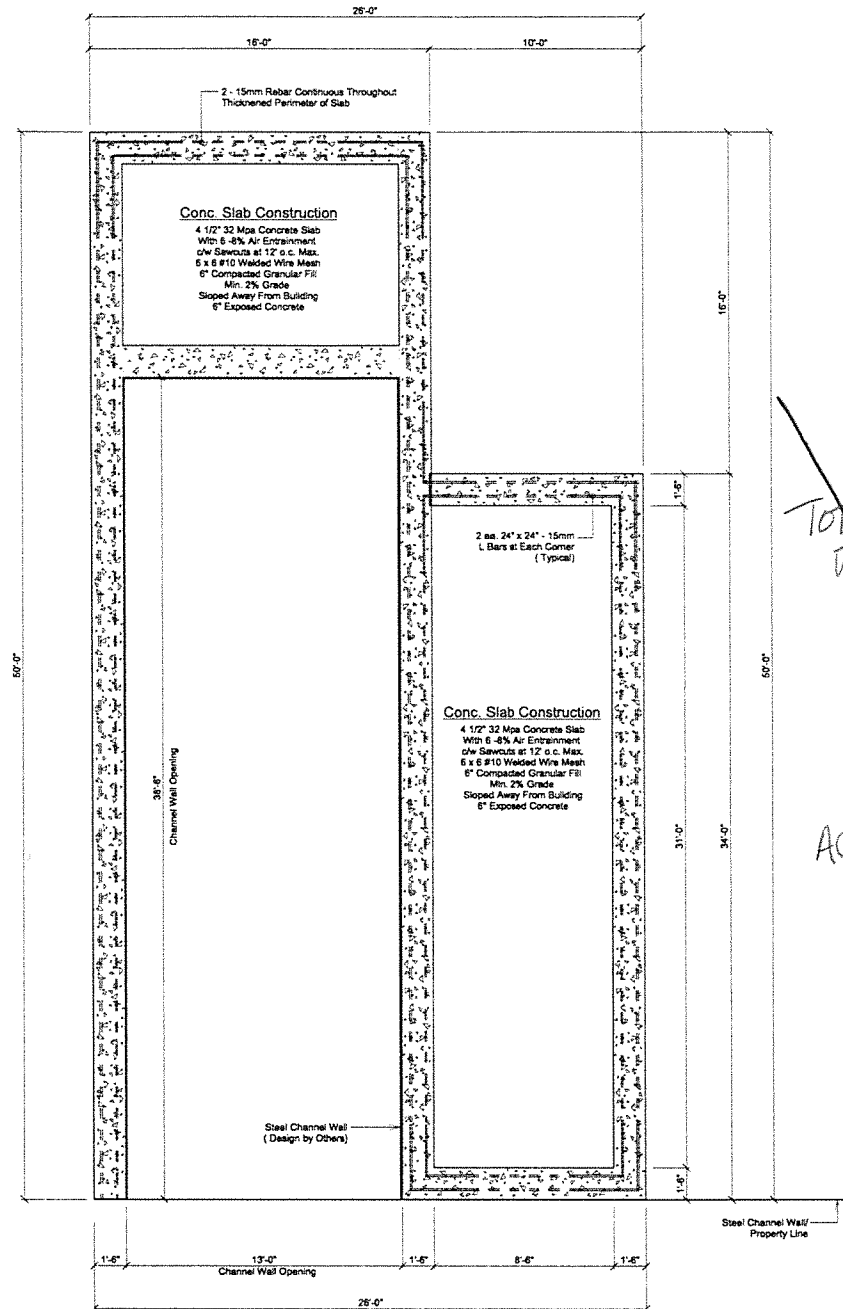 26'-0"
16'-0"
10'-0"
2 - 15mm Rebar Continuous Throughout
Thicknened Perimeter of Slab
Conc. Slab Construction
4 1/2" 32 Mpa Concrete Slab
With 6 -8% Air Entrainment
c/w Sawcuts at 12' o.c. Max.
6 x 6 #10 Welded Wire Mesh
6" Compacted Granular Fill
Min. 2% Grade
Sloped Away From Building
6" Exposed Concrete
16'-0"
1'-6"
2 ea. 24" x 24" - 15mm
L Bars at Each Corner
( Typical)
50'-0"
50'-0"
38'-6"
Channel Wall Opening
Conc. Slab Construction
4 1/2" 32 Mpa Concrete Slab
With 6 -8% Air Entrainment
c/w Sawcuts at 12' o.c. Max.
6 x 6 #10 Welded Wire Mesh
6" Compacted Granular Fill
Min. 2% Grade
Sloped Away From Building
6" Exposed Concrete
31'-0"
34'-0"
Steel Channel Wall
( Design by Others)
1'-6"
Steel Channel Wall/
Property Line
1'-6"
13'-0"
1'-6"
8'-6"
1'-6"
Channel Wall Opening
26'-0"